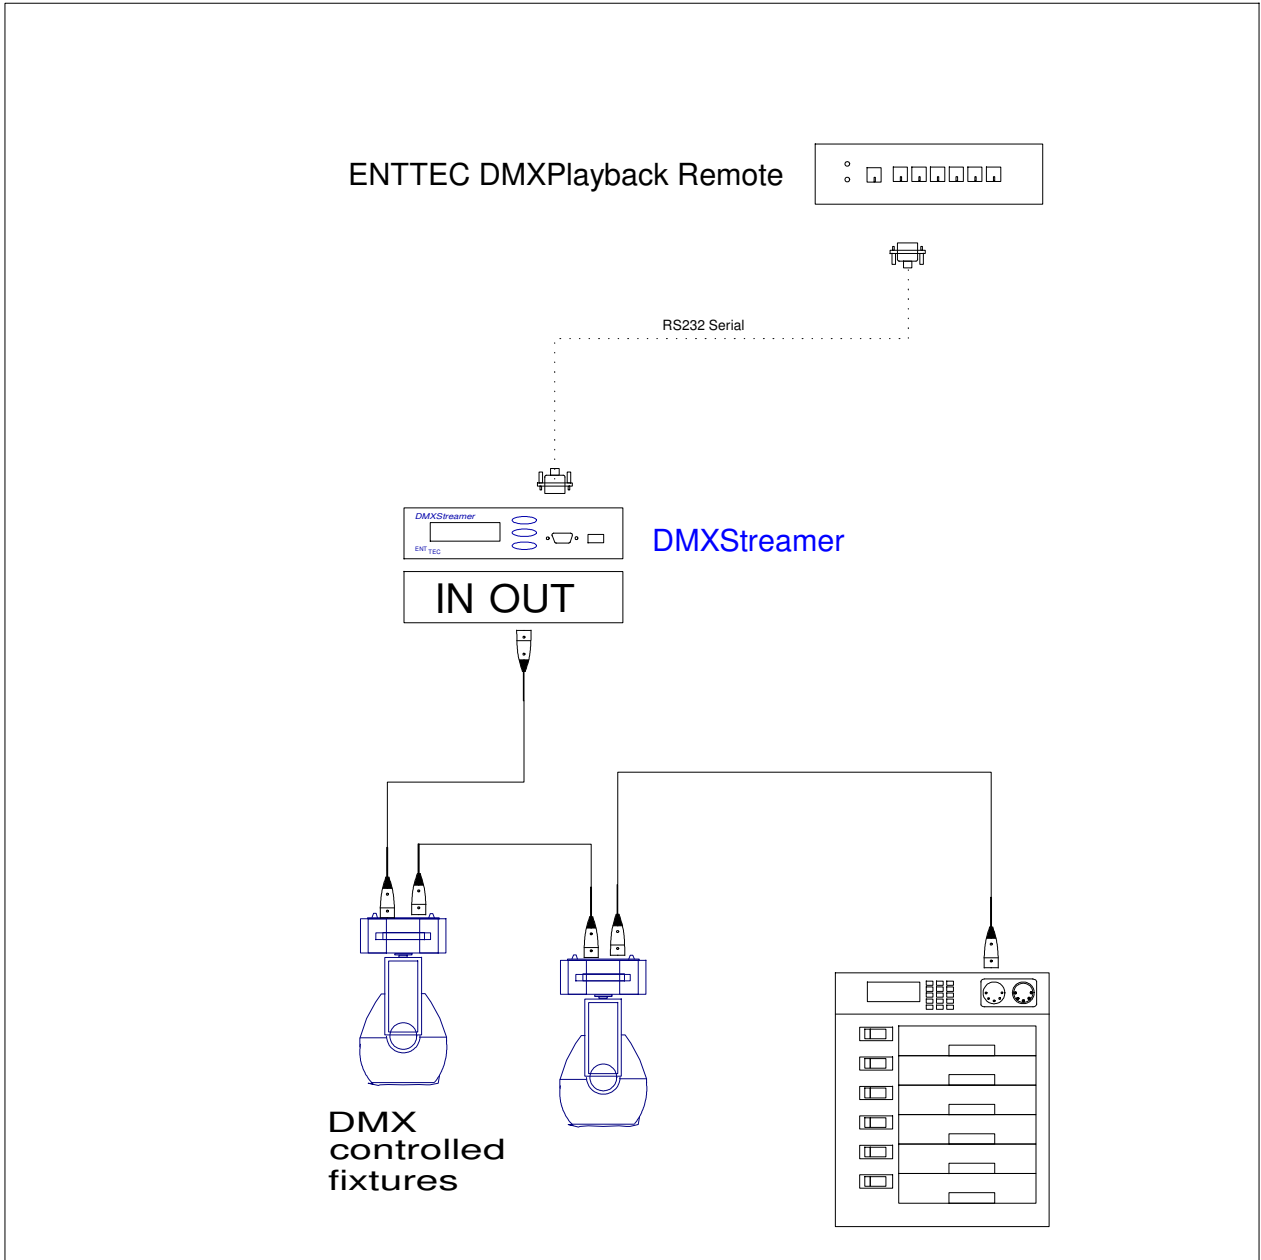 ENTTEC DMXPlayback Remote
RS232 Serial
DMXStreamer
ENT TEC
DMXStreamer
IN OUT
DMX
controlled
fixtures